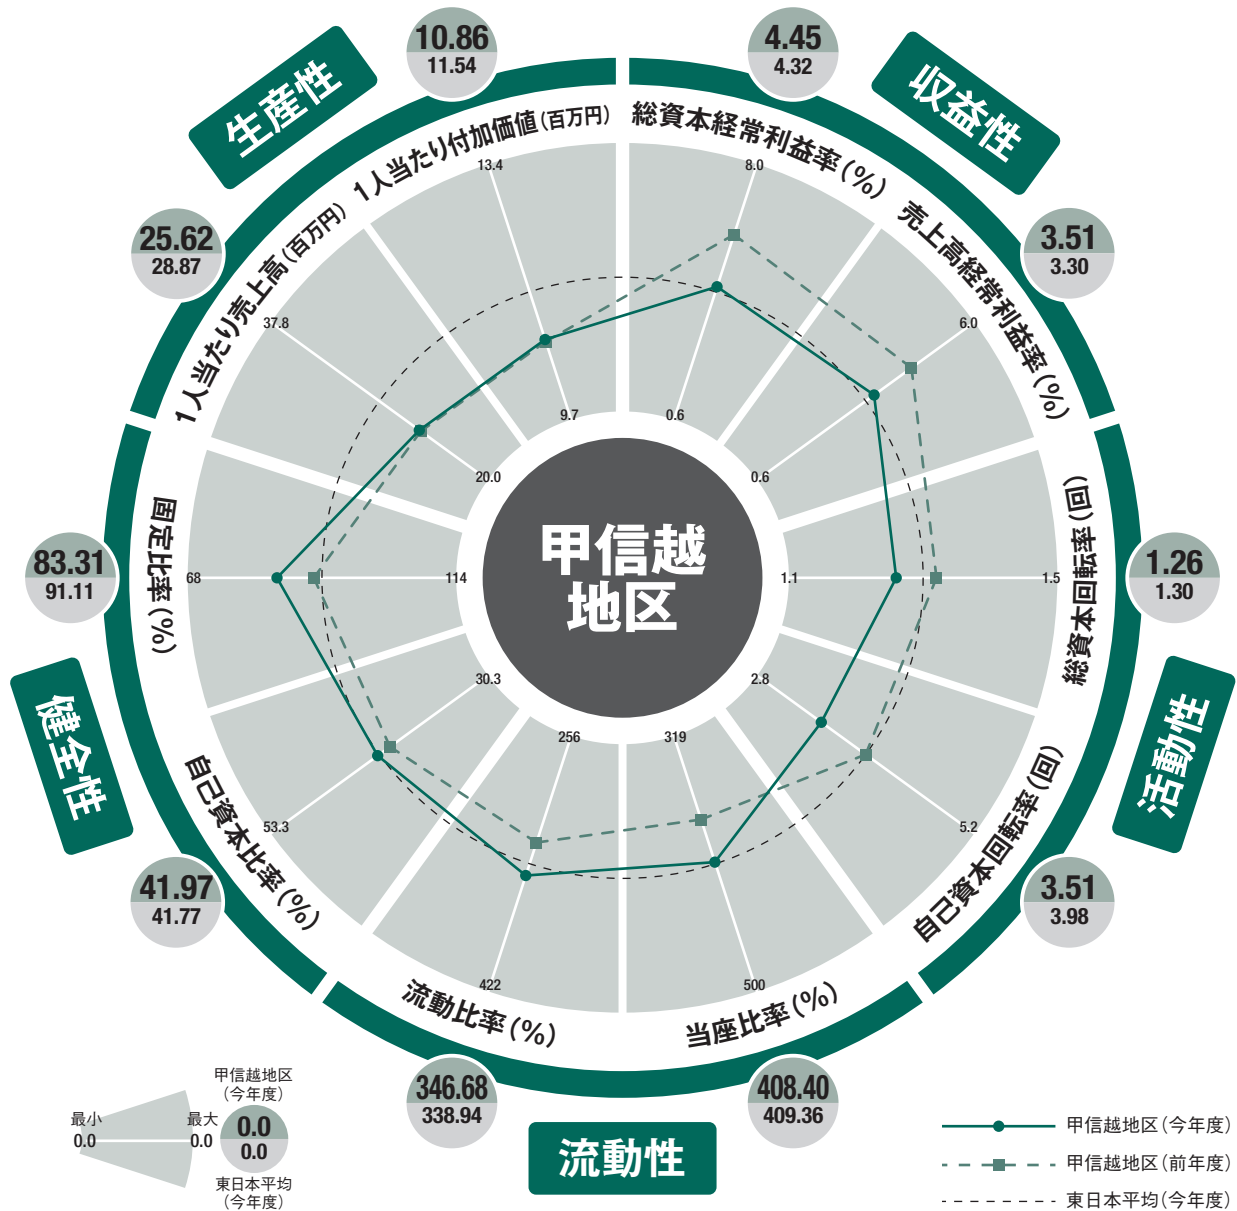 収益性
4.45
4.32
総資本経常利益率(%)
8.0
0.6
3.51
3.30
売上高経常利益率(%)
6.0
0.6
活動性
1.26
1.30
総資本回転率(回)
1.5
1.1
3.51
3.98
自己資本回転率(回)
5.2
2.8
流動性
408.40
409.36
当座比率(%)
500
319
346.68
338.94
流動比率(%)
422
256
健全性
41.97
41.77
自己資本比率(%)
53.3
30.3
83.31
91.11
固定比率(%)
68
114
生産性
25.62
28.87
1人当たり売上高(百万円)
37.8
20.0
10.86
11.54
1人当たり付加価値(百万円)
13.4
9.7
甲信越
地区
甲信越地区
(今年度)
最小
0.0
最大
0.0
0.0
0.0
東日本平均
(今年度)
甲信越地区(今年度)
甲信越地区(前年度)
東日本平均(今年度)